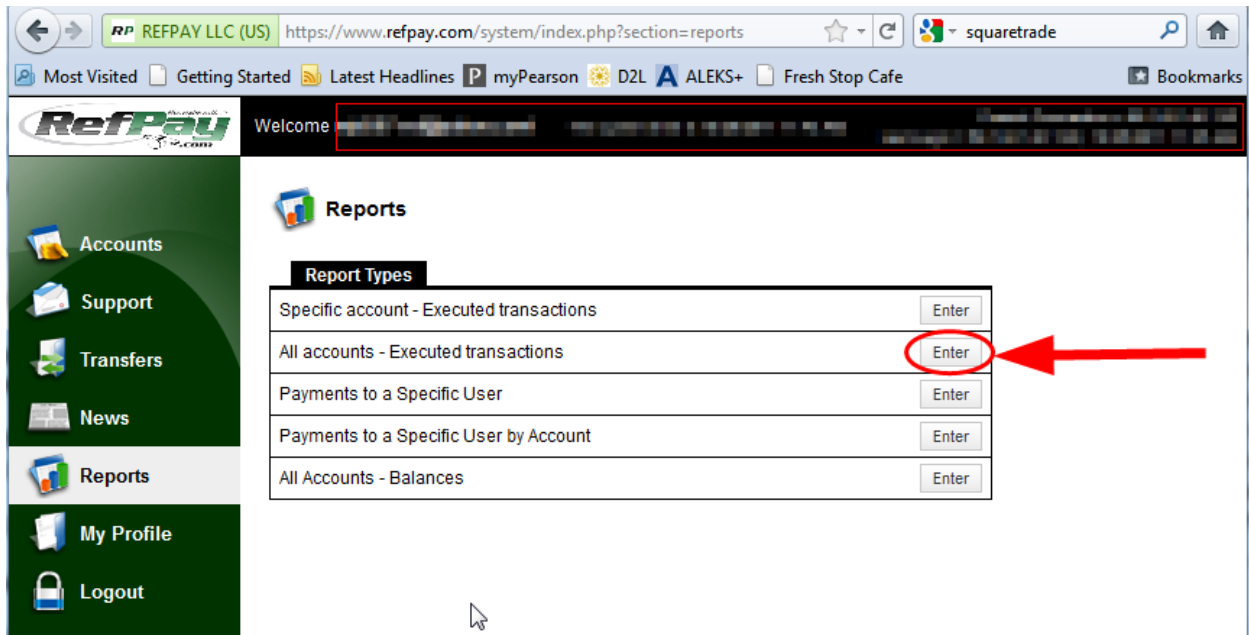 RP REFPAY LLC (US) https://www.refpay.com/system/index.php?section=reports squaretrade
Most Visited Getting Started Latest Headlines P myPearson D2L A ALEKS+ Fresh Stop Cafe Bookmarks
RefPay
.com
Welcome
Reports
Accounts
Support
Transfers
News
Reports
My Profile
Logout
Report Types
Specific account - Executed transactions Enter
All accounts - Executed transactions Enter
Payments to a Specific User Enter
Payments to a Specific User by Account Enter
All Accounts - Balances Enter